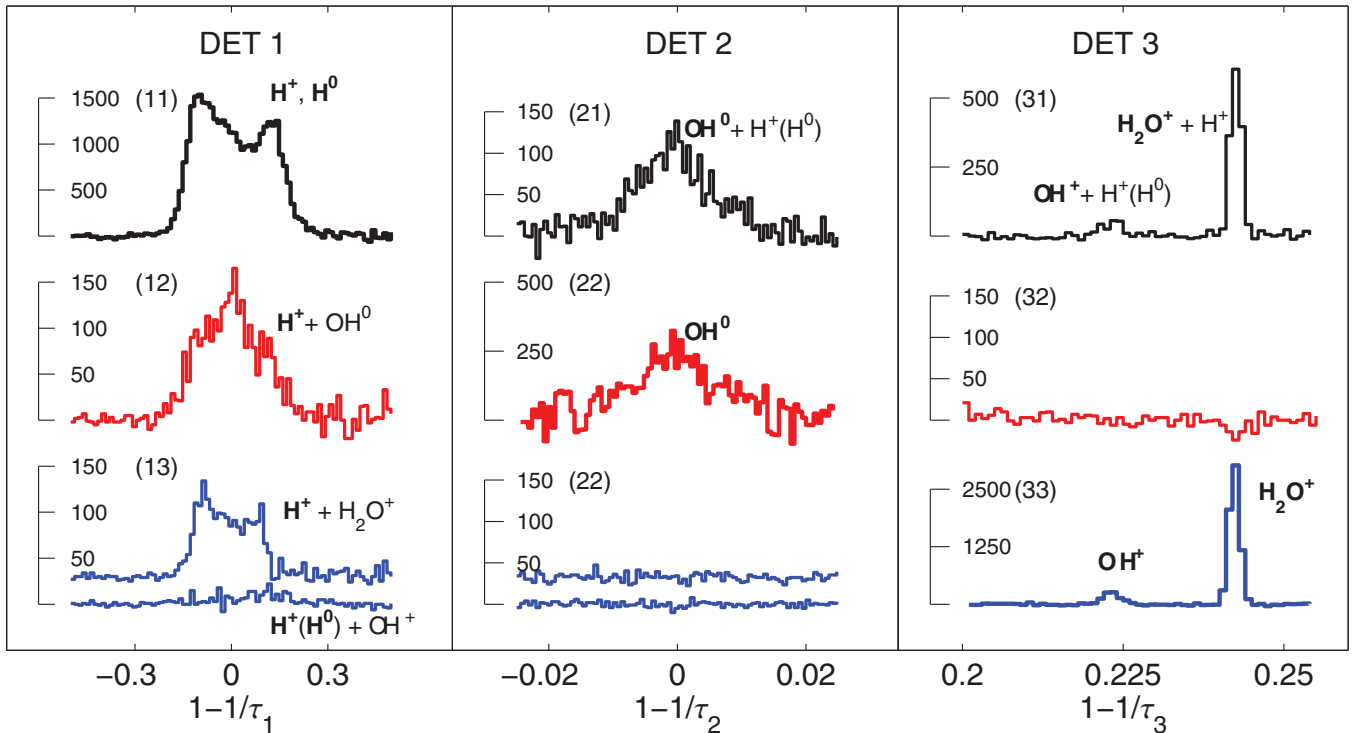 DET 1
1500 (11)
H⁺, H⁰
1000
500
150 (12)
100
H⁺ + OH⁰
50
150 (13)
100
H⁺ + H₂O⁺
50
H⁺(H⁰) + OH⁺
−0.3 0 0.3
1−1/τ₁
DET 2
150 (21)
OH⁰ + H⁺(H⁰)
100
50
500 (22)
OH⁰
250
150 (22)
100
50
−0.02 0 0.02
1−1/τ₂
DET 3
500 (31)
H₂O⁺ + H⁺
250
OH⁺ + H⁺(H⁰)
150 (32)
100
50
2500 (33)
H₂O⁺
1250
OH⁺
0.2 0.225 0.25
1−1/τ₃